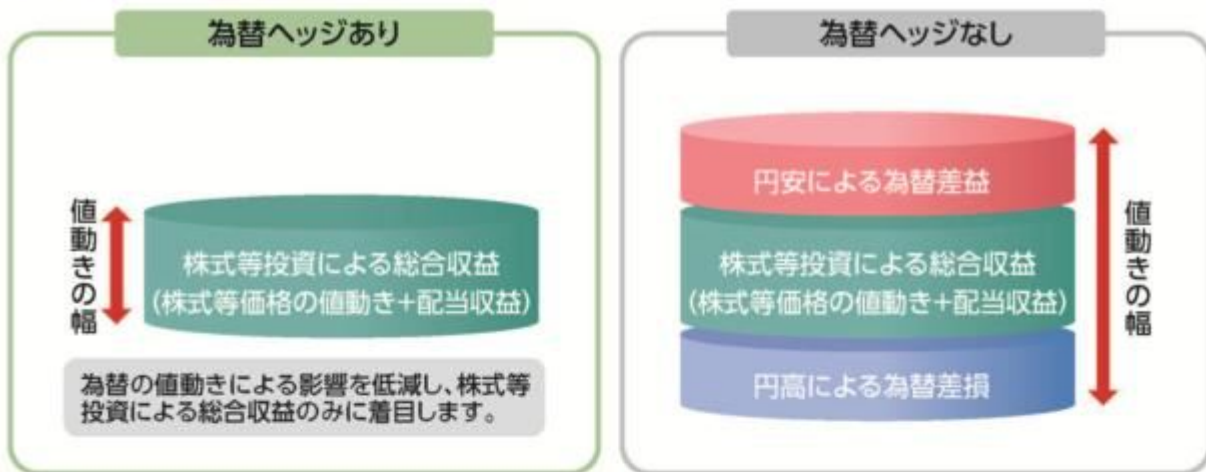 為替ヘッジあり
値動きの幅
株式等投資による総合収益
(株式等価格の値動き+配当収益)
為替の値動きによる影響を低減し、株式等
投資による総合収益のみに着目します。
為替ヘッジなし
円安による為替差益
株式等投資による総合収益
(株式等価格の値動き+配当収益)
円高による為替差損
値動きの幅